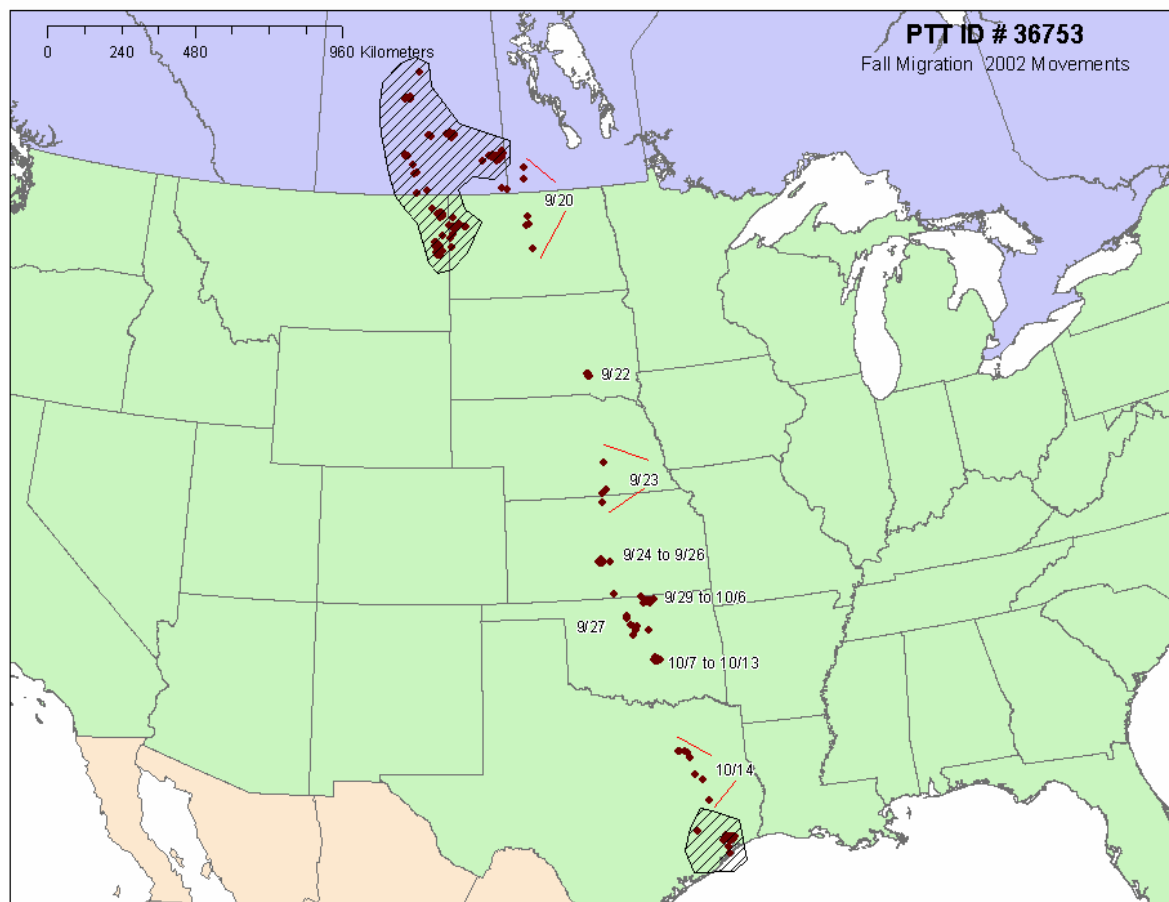 PTT ID # 36753
Fall Migration 2002 Movements
0 240 480 960 Kilometers
9/20
9/22
9/23
9/24 to 9/26
9/29 to 10/6
9/27
10/7 to 10/13
10/14